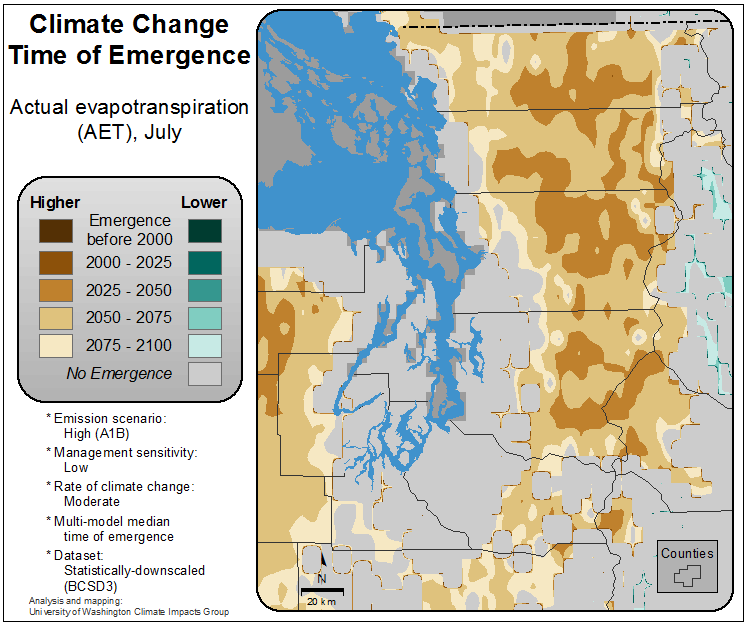 Climate Change
Time of Emergence
Actual evapotranspiration
(AET), July
Higher Lower
Emergence
before 2000
2000 - 2025
2025 - 2050
2050 - 2075
2075 - 2100
No Emergence
* Emission scenario:
High (A1B)
* Management sensitivity:
Low
* Rate of climate change:
Moderate
* Multi-model median
time of emergence
* Dataset:
Statistically-downscaled
(BCSD3)
Analysis and mapping:
University of Washington Climate Impacts Group
N
20 km
Counties